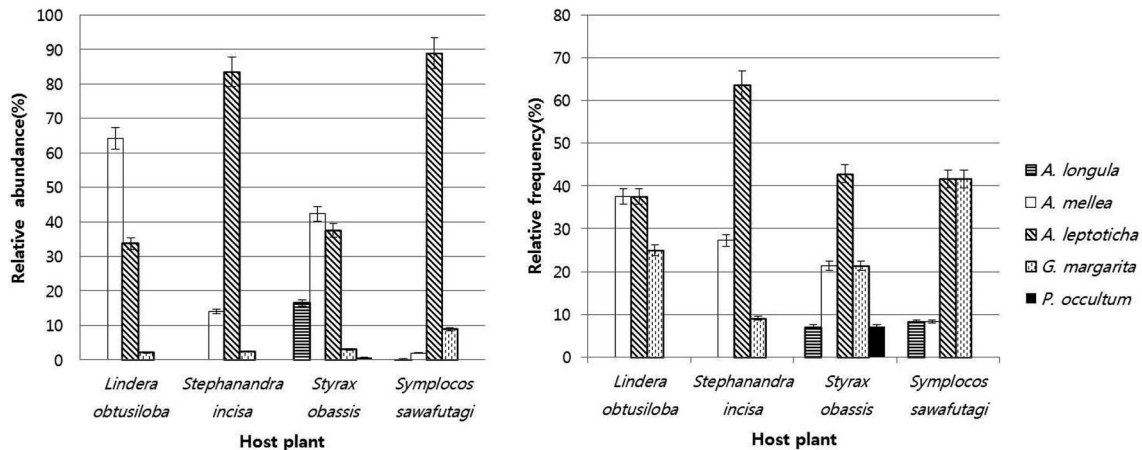 Relative abundance(%)
100
90
80
70
60
50
40
30
20
10
0
Lindera
obtusiloba
Stephanandra
incisa
Styrax
obassis
Symplocos
sawafutagi
Host plant
Relative frequency(%)
80
70
60
50
40
30
20
10
0
Lindera
obtusiloba
Stephanandra
incisa
Styrax
obassis
Symplocos
sawafutagi
Host plant
A. longula
A. mellea
A. leptoticha
G. margarita
P. occultum